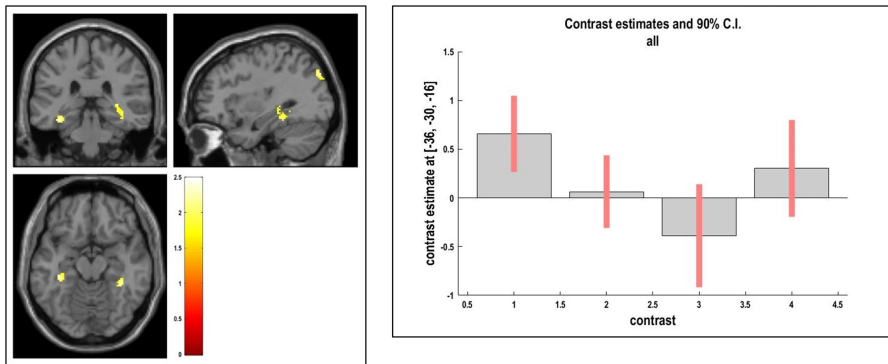 2.5
2
1.5
1
0.5
0
Contrast estimates and 90% C.I.
all
contrast estimate at [-36, -30, -16]
1.5
1
0.5
0
-0.5
-1
0.5 1 1.5 2 2.5 3 3.5 4 4.5
contrast